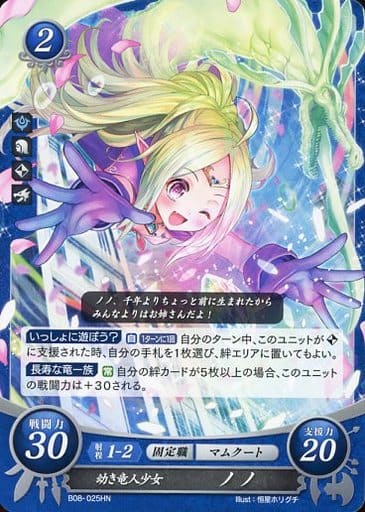 2
ノノ、千年よりちょっと前に生まれたから
みんなよりはお姉さんだよ！
いっしょに遊ぼう？ 自 1ターンに1回 自分のターン中、このユニットが
に支援された時、自分の手札を1枚選び、絆エリアに置いてもよい。
長寿な竜一族 常 自分の絆カードが5枚以上の場合、このユニット
の戦闘力は＋30される。
戦闘力
30
射程 1-2 固定職 マムクート
支援力
20
幼き竜人少女 ノノ
B08-025HN
Illust：恒星ホリグチ